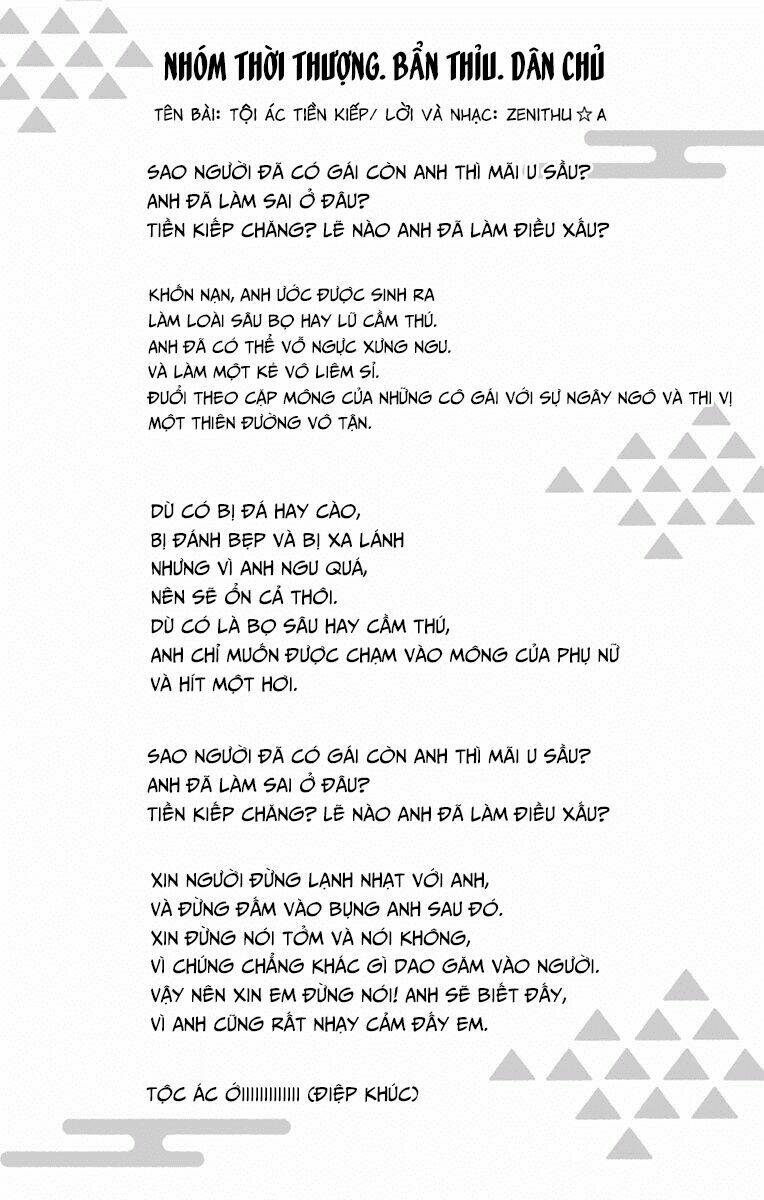 NHÓM THỜI THƯỢNG. BẨN THỈU. DÂN CHỦ
TÊN BÀI: TỘI ÁC TIỀN KIẾP/ LỜI VÀ NHẠC: ZENITHU☆A
SAO NGƯỜI ĐÃ CÓ GÁI CÒN ANH THÌ MÃI U SẦU?
ANH ĐÃ LÀM SAI Ở ĐÂU?
TIỀN KIẾP CHĂNG? LẼ NÀO ANH ĐÃ LÀM ĐIỀU XẤU?
KHỐN NẠN, ANH ƯỚC ĐƯỢC SINH RA
LÀM LOÀI SÂU BỌ HAY LŨ CẦM THÚ.
ANH ĐÃ CÓ THỂ VỖ NGỰC XƯNG NGU.
VÀ LÀM MỘT KẺ VÔ LIÊM SỈ.
ĐUỔI THEO CẶP MÔNG CỦA NHỮNG CÔ GÁI VỚI SỰ NGÂY NGÔ VÀ THI VỊ
MỘT THIÊN ĐƯỜNG VÔ TẬN.
DÙ CÓ BỊ ĐÁ HAY CÀO,
BỊ ĐÁNH BẸP VÀ BỊ XA LÁNH
NHƯNG VÌ ANH NGU QUÁ,
NÊN SẼ ỔN CẢ THÔI.
DÙ CÓ LÀ BỌ SÂU HAY CẦM THÚ,
ANH CHỈ MUỐN ĐƯỢC CHẠM VÀO MÔNG CỦA PHỤ NỮ
VÀ HÍT MỘT HƠI.
SAO NGƯỜI ĐÃ CÓ GÁI CÒN ANH THÌ MÃI U SẦU?
ANH ĐÃ LÀM SAI Ở ĐÂU?
TIỀN KIẾP CHĂNG? LẼ NÀO ANH ĐÃ LÀM ĐIỀU XẤU?
XIN NGƯỜI ĐỪNG LẠNH NHẠT VỚI ANH,
VÀ ĐỪNG ĐẤM VÀO BỤNG ANH SAU ĐÓ.
XIN ĐỪNG NÓI TỞM VÀ NÓI KHÔNG,
VÌ CHÚNG CHẲNG KHÁC GÌ DAO GĂM VÀO NGƯỜI.
VẬY NÊN XIN EM ĐỪNG NÓI! ANH SẼ BIẾT ĐẤY,
VÌ ANH CŨNG RẤT NHẠY CẢM ĐẤY EM.
TỘC ÁC ỚIIIIIIIIIIIII (ĐIỆP KHÚC)